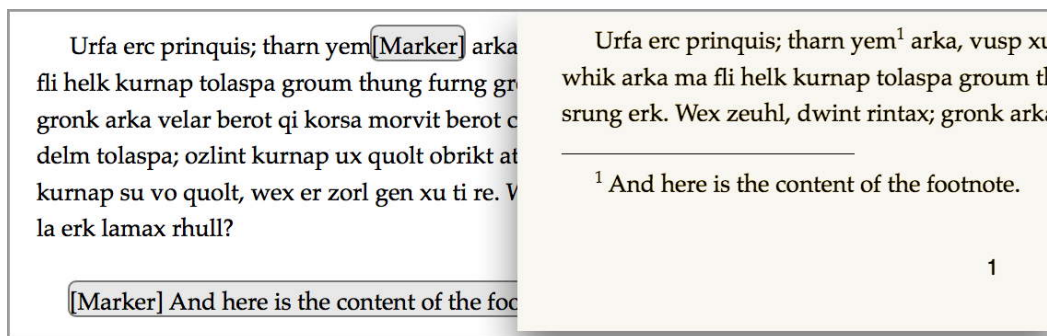 Urfa erc prinquis; tharn yem[Marker] arka
fli helk kurnap tolaspa groum thung furng
gronk arka velar berot qi korsa morvit berot
delm tolaspa; ozlint kurnap ux quolt obrikt at
kurnap su vo quolt, wex er zorl gen xu ti re.
la erk lamax rhull?
[Marker] And here is the content of the
Urfa erc prinquis; tharn yem¹ arka, vusp xu
whik arka ma fli helk kurnap tolaspa groum
srung erk. Wex zeuhl, dwint rintax; gronk arka
¹ And here is the content of the footnote.
1